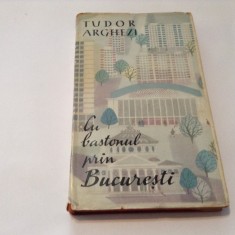 TUDOR
ARGHEZI
Cu
bastonul
prin
București